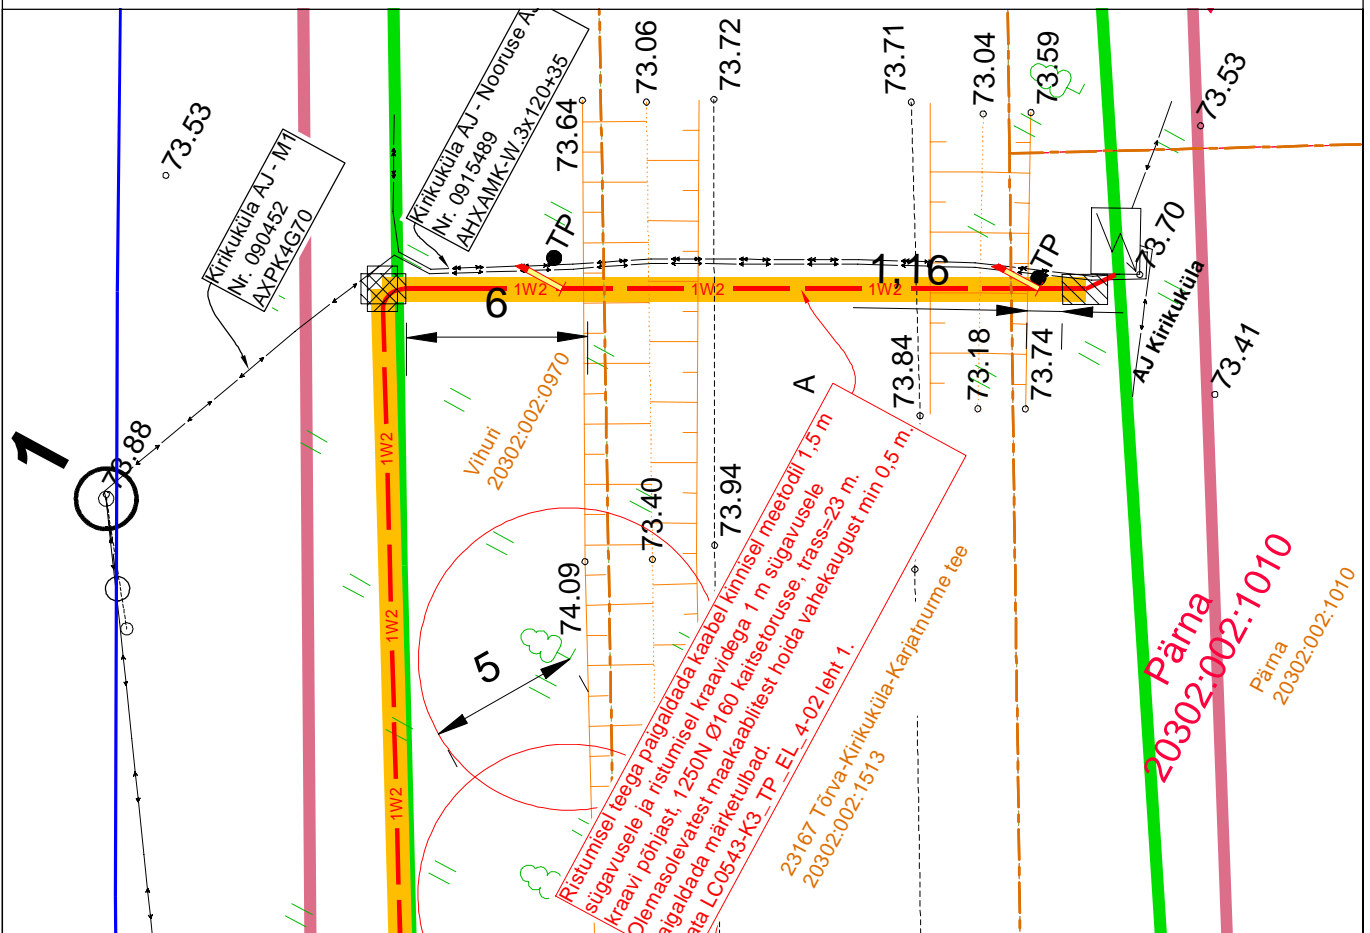 73.53
Kirikuküla AJ - M1
Nr. 090452
AXPK4G70
Kirikuküla AJ - Nooruse
Nr. 0915489
AHXAMK-W.3x120+35
73.64
73.06
73.72
73.71
73.04
73.59
73.53
TP
TP
73.70
AJ Kirikuküla
73.41
1W2
1W2
1W2
1,16
6
73.84
73.18
73.74
A
1
73.88
Vihuri
20302:002:0970
1W2
1W2
1W2
73.40
73.94
74.09
5
Ristumisel teega paigaldada kaabel kinnisel meetodil 1,5 m
sügavusele ja ristumisel kraavidega 1 m sügavusele
kraavi põhjast, 1250N Ø160 kaitsetorusse, trass=23 m.
Olemasolevatest maakaablitest hoida vahekaugust min 0,5 m.
aigaldada märketulbad.
ata LC0543-K3_TP_EL_4-02 leht 1.
23167 Tõrva-Kirikuküla-Karjatnurme tee
20302:002:1513
Pärna
20302:002:1010
Pärna
20302:002:1010